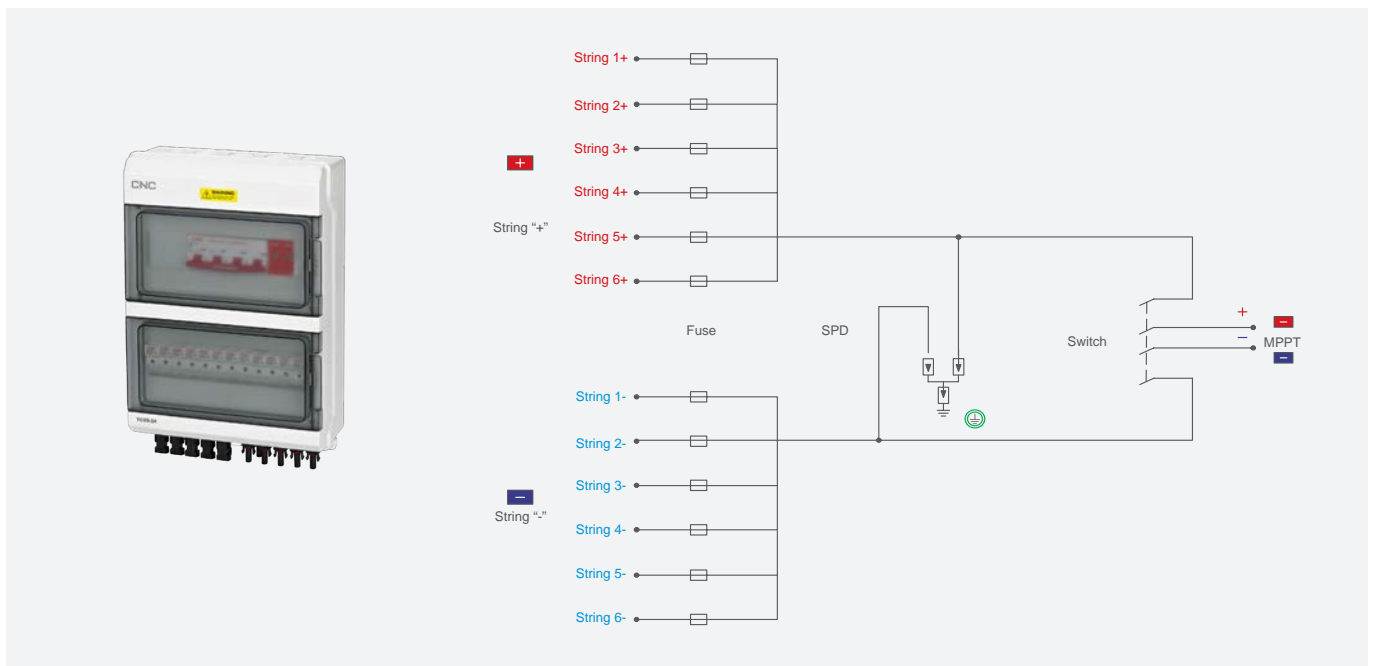 CNC
WARNING
String 1+
String 2+
String 3+
String 4+
String "+"
String 5+
String 6+
Fuse
SPD
Switch
+
−
MPPT
String 1-
String 2-
String 3-
String 4-
String "-"
String 5-
String 6-